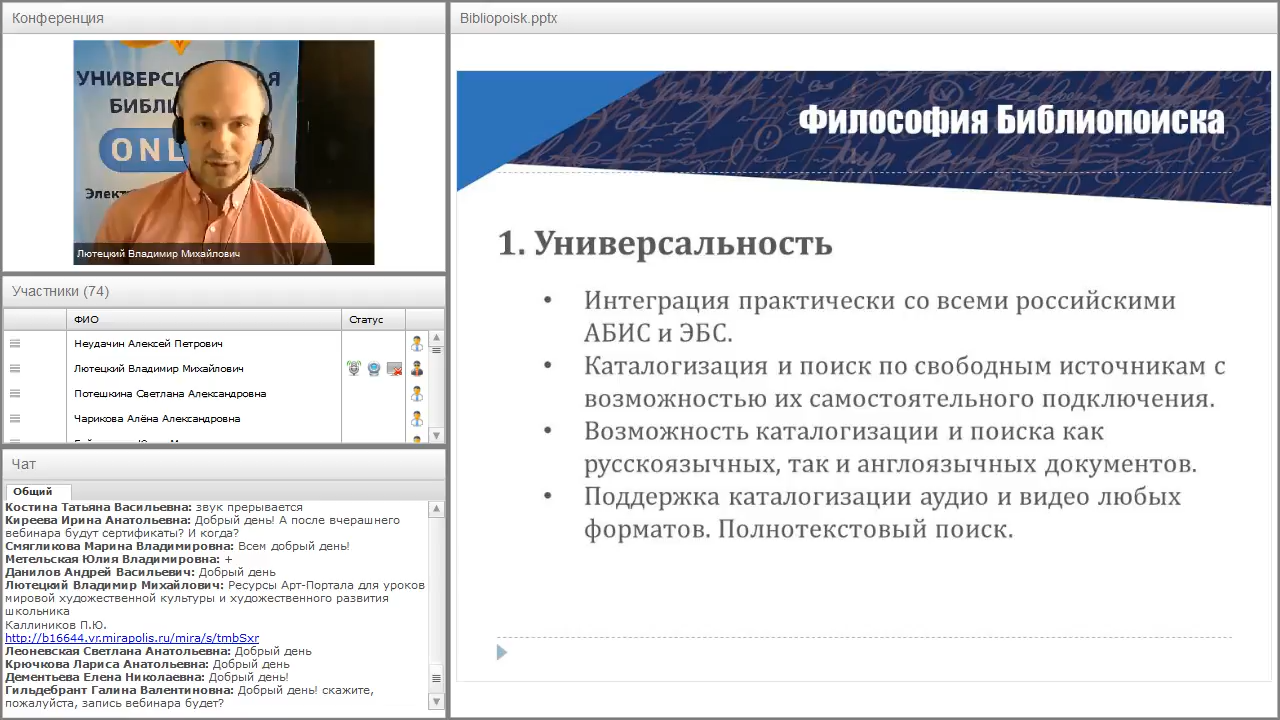 Конференция
УНИВЕРСИ
БИБЛИ
ONL
Элект
Лютецкий Владимир Михайлович
Участники (74)
ФИО Статус
Неудачин Алексей Петрович
Лютецкий Владимир Михайлович
Потешкина Светлана Александровна
Чарикова Алёна Александровна
Чат
Общий
Костина Татьяна Васильевна: звук прерывается
Киреева Ирина Анатольевна: Добрый день! А после вчерашнего
вебинара будут сертификаты? И когда?
Смягликова Марина Владимировна: Всем добрый день!
Метельская Юлия Владимировна: +
Данилов Андрей Васильевич: Добрый день
Лютецкий Владимир Михайлович: Ресурсы Арт-Портала для уроков
мировой художественной культуры и художественного развития
школьника
Каллиников П.Ю.
http://b16644.vr.mirapolis.ru/mira/s/tmbSxr
Леоневская Светлана Анатольевна: Добрый день
Крючкова Лариса Анатольевна: Добрый день
Дементьева Елена Николаевна: Добрый день!
Гильдебрант Галина Валентиновна: Добрый день! скажите,
пожалуйста, запись вебинара будет?
Bibliopoisk.pptx
Философия Библиопоиска
1. Универсальность
• Интеграция практически со всеми российскими
АБИС и ЭБС.
• Каталогизация и поиск по свободным источникам с
возможностью их самостоятельного подключения.
• Возможность каталогизации и поиска как
русскоязычных, так и англоязычных документов.
• Поддержка каталогизации аудио и видео любых
форматов. Полнотекстовый поиск.